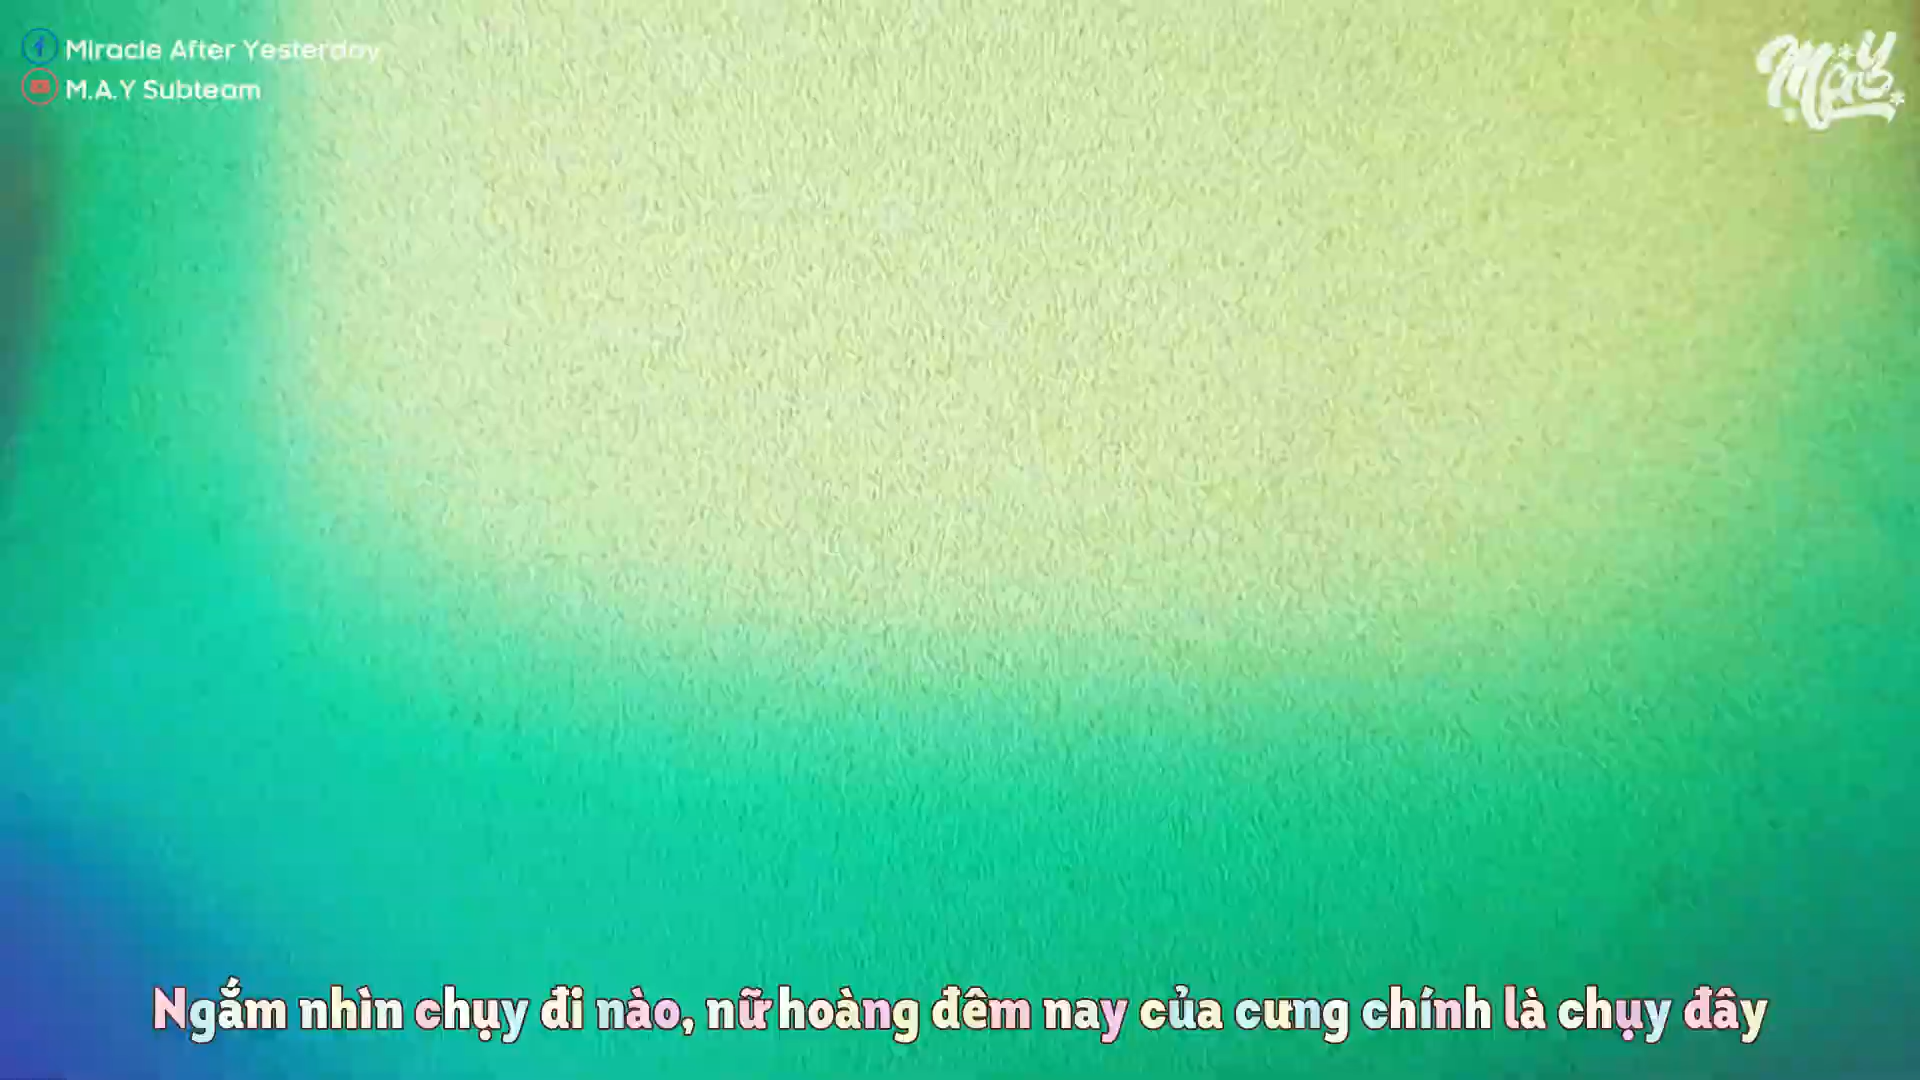 Miracle After Yesterday
M.A.Y Subteam
Ngắm nhìn chụy đi nào, nữ hoàng đêm nay của cưng chính là chụy đây